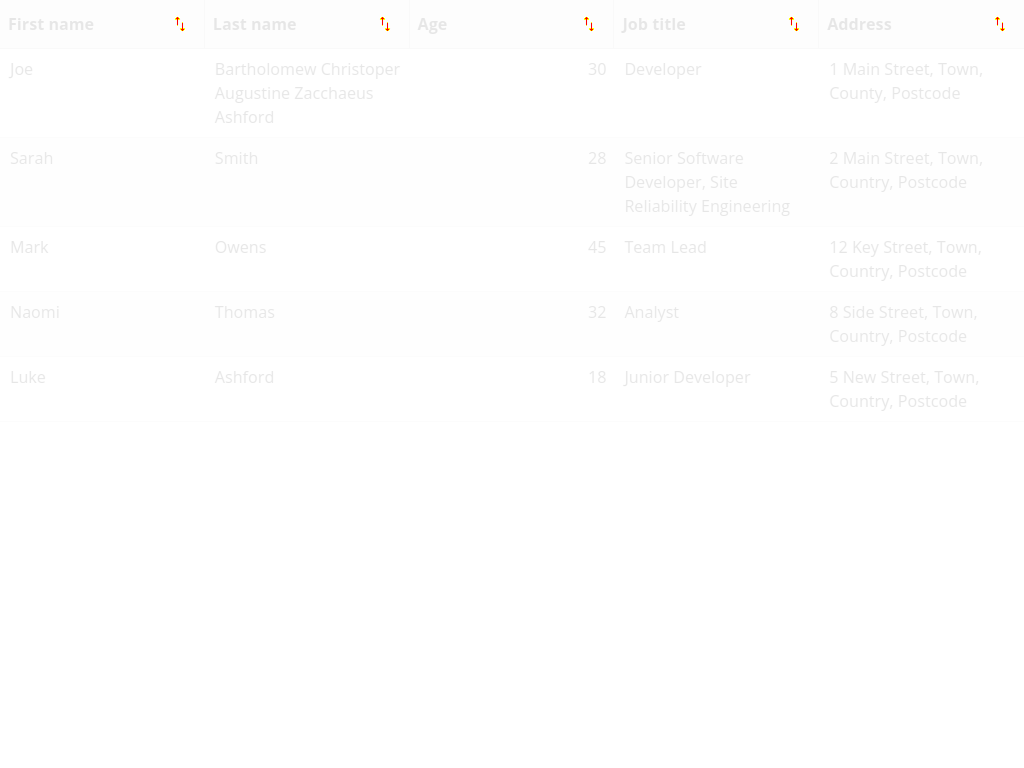 First name Last name Age Job title Address
Joe Bartholomew Christoper 30 Developer 1 Main Street, Town,
Augustine Zacchaeus County, Postcode
Ashford
Sarah Smith 28 Senior Software 2 Main Street, Town,
Developer, Site Country, Postcode
Reliability Engineering
Mark Owens 45 Team Lead 12 Key Street, Town,
Country, Postcode
Naomi Thomas 32 Analyst 8 Side Street, Town,
Country, Postcode
Luke Ashford 18 Junior Developer 5 New Street, Town,
Country, Postcode